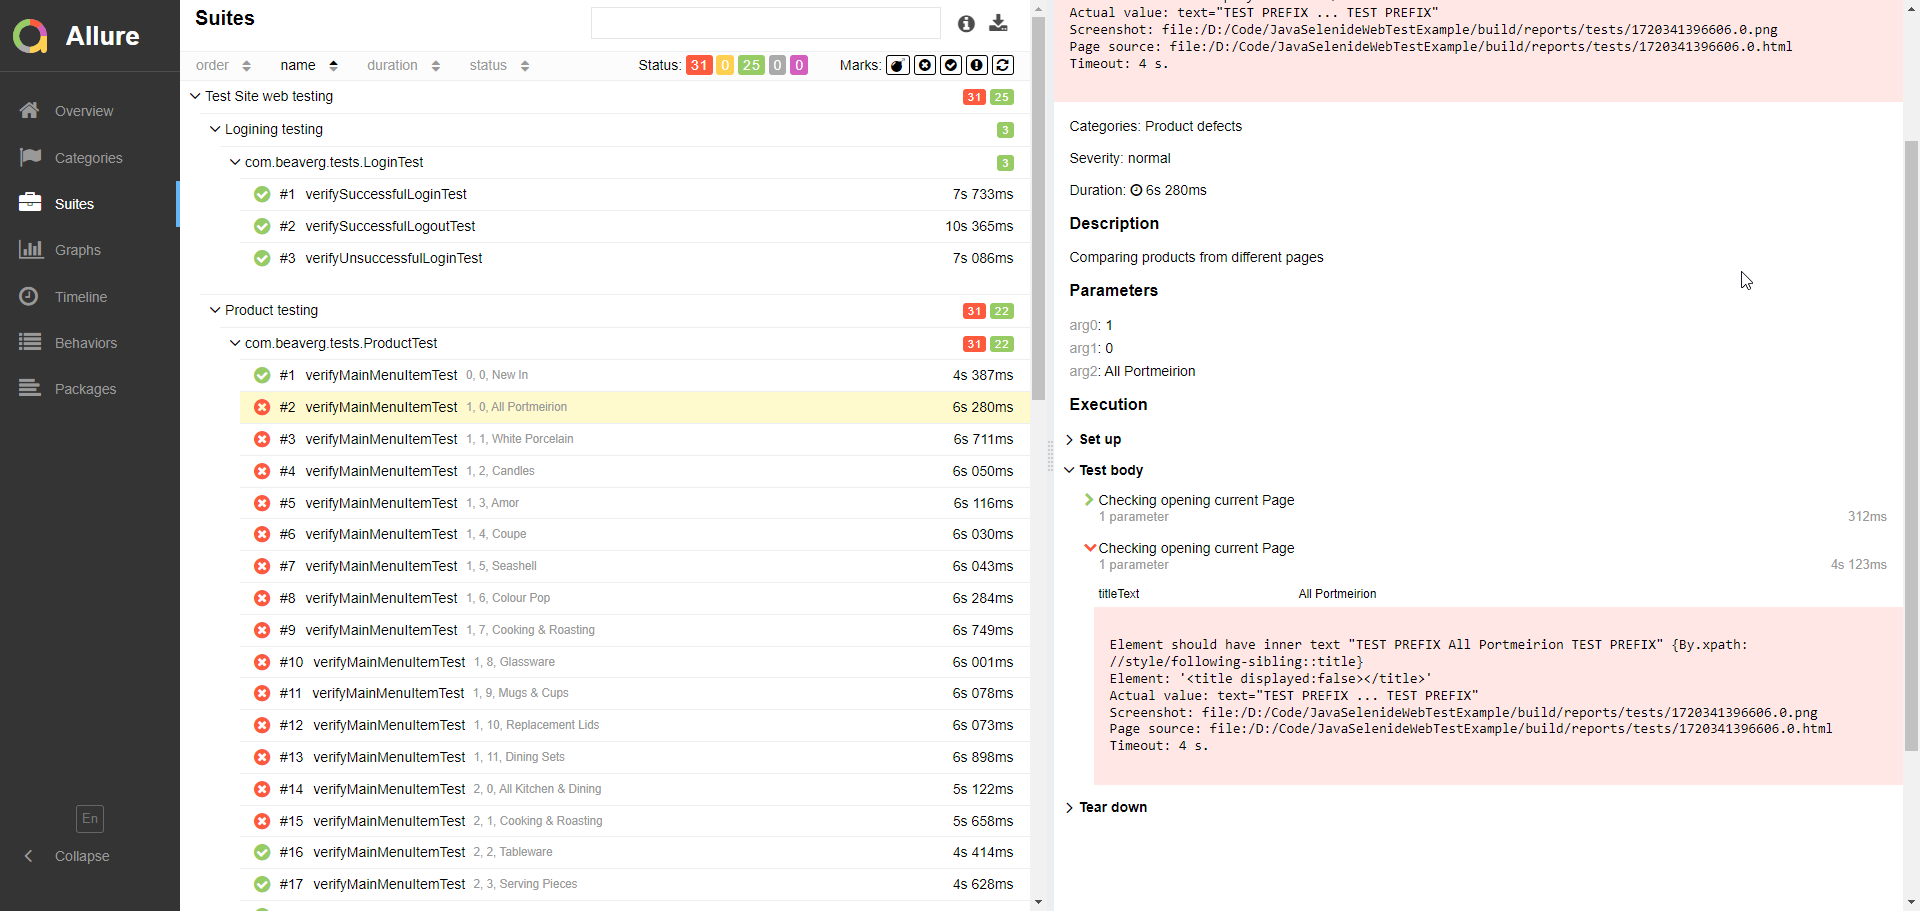 Allure
Overview
Categories
Suites
Graphs
Timeline
Behaviors
Packages
En
Collapse
Suites
order name duration status Status: 31 0 25 0 0 Marks:
Test Site web testing 31 25
Logining testing 3
com.beaverg.tests.LoginTest 3
#1 verifySuccessfulLoginTest 7s 733ms
#2 verifySuccessfulLogoutTest 10s 365ms
#3 verifyUnsuccessfulLoginTest 7s 086ms
Product testing 31 22
com.beaverg.tests.ProductTest 31 22
#1 verifyMainMenuItemTest 0, 0, New In 4s 387ms
#2 verifyMainMenuItemTest 1, 0, All Portmeirion 6s 280ms
#3 verifyMainMenuItemTest 1, 1, White Porcelain 6s 711ms
#4 verifyMainMenuItemTest 1, 2, Candles 6s 050ms
#5 verifyMainMenuItemTest 1, 3, Amor 6s 116ms
#6 verifyMainMenuItemTest 1, 4, Coupe 6s 030ms
#7 verifyMainMenuItemTest 1, 5, Seashell 6s 043ms
#8 verifyMainMenuItemTest 1, 6, Colour Pop 6s 284ms
#9 verifyMainMenuItemTest 1, 7, Cooking & Roasting 6s 749ms
#10 verifyMainMenuItemTest 1, 8, Glassware 6s 001ms
#11 verifyMainMenuItemTest 1, 9, Mugs & Cups 6s 078ms
#12 verifyMainMenuItemTest 1, 10, Replacement Lids 6s 073ms
#13 verifyMainMenuItemTest 1, 11, Dining Sets 6s 898ms
#14 verifyMainMenuItemTest 2, 0, All Kitchen & Dining 5s 122ms
#15 verifyMainMenuItemTest 2, 1, Cooking & Roasting 5s 658ms
#16 verifyMainMenuItemTest 2, 2, Tableware 4s 414ms
#17 verifyMainMenuItemTest 2, 3, Serving Pieces 4s 628ms
Actual value: text="TEST PREFIX ... TEST PREFIX"
Screenshot: file:/D:/Code/JavaSelenideWebTestExample/build/reports/tests/1720341396606.0.png
Page source: file:/D:/Code/JavaSelenideWebTestExample/build/reports/tests/1720341396606.0.html
Timeout: 4 s.
Categories: Product defects
Severity: normal
Duration: 6s 280ms
Description
Comparing products from different pages
Parameters
arg0: 1
arg1: 0
arg2: All Portmeirion
Execution
Set up
Test body
Checking opening current Page
1 parameter 312ms
Checking opening current Page
1 parameter 4s 123ms
titleText All Portmeirion
Element should have inner text "TEST PREFIX All Portmeirion TEST PREFIX" {By.xpath:
//style/following-sibling::title}
Element: '<title displayed:false></title>'
Actual value: text="TEST PREFIX ... TEST PREFIX"
Screenshot: file:/D:/Code/JavaSelenideWebTestExample/build/reports/tests/1720341396606.0.png
Page source: file:/D:/Code/JavaSelenideWebTestExample/build/reports/tests/1720341396606.0.html
Timeout: 4 s.
Tear down